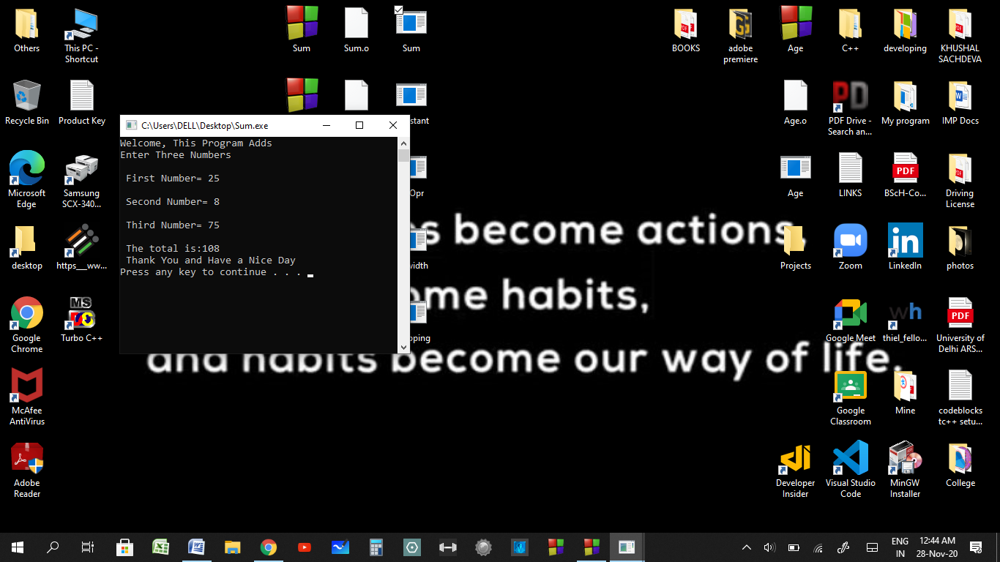 Others
This PC - Shortcut
Sum
Sum.o
Sum
BOOKS
adobe premiere
Age
C++
developing
KHUSHAL SACHDEVA
Recycle Bin
Product Key
stant
Age.o
PDF Drive - Search an...
My program
IMP Docs
C:\Users\DELL\Desktop\Sum.exe
Welcome, This Program Adds
Enter Three Numbers
First Number= 25
Second Number= 8
Third Number= 75
The total is:108
Thank You and Have a Nice Day
Press any key to continue . . .
Microsoft Edge
Samsung SCX-340...
Opr
Age
LINKS
PDF
BScH-Co...
Driving License
become actions,
desktop
https__ww...
width
Projects
Zoom
LinkedIn
photos
habits,
Google Chrome
MS
Turbo C++
pping
Google Meet
wh
thiel_fello...
PDF
University of Delhi ARS...
and habits become our way of life.
McAfee AntiVirus
Google Classroom
Mine
codeblocks tc++ setu...
Adobe Reader
Developer Insider
Visual Studio Code
MinGW Installer
College
ENG
IN
12:44 AM
28-Nov-20